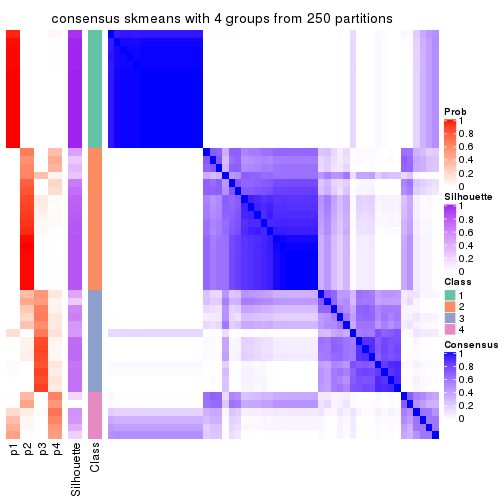 consensus skmeans with 4 groups from 250 partitions
Prob
1
0.8
0.6
0.4
0.2
0
Silhouette
1
0.8
0.6
0.4
0.2
0
Class
1
2
3
4
Consensus
1
0.8
0.6
0.4
0.2
0
p1
p2
p3
p4
Silhouette
Class